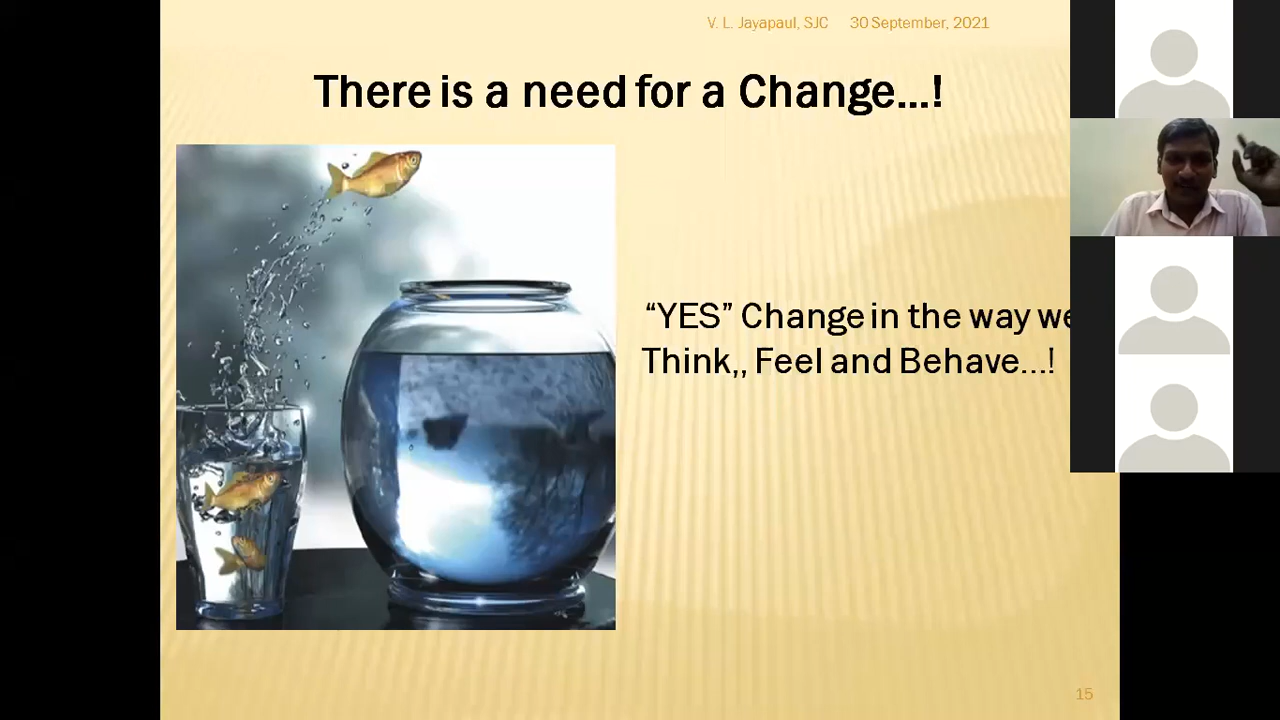 V. L. Jayapaul, SJC 30 September, 2021
There is a need for a Change...!
“YES” Change in the way we
Think,, Feel and Behave...!
15